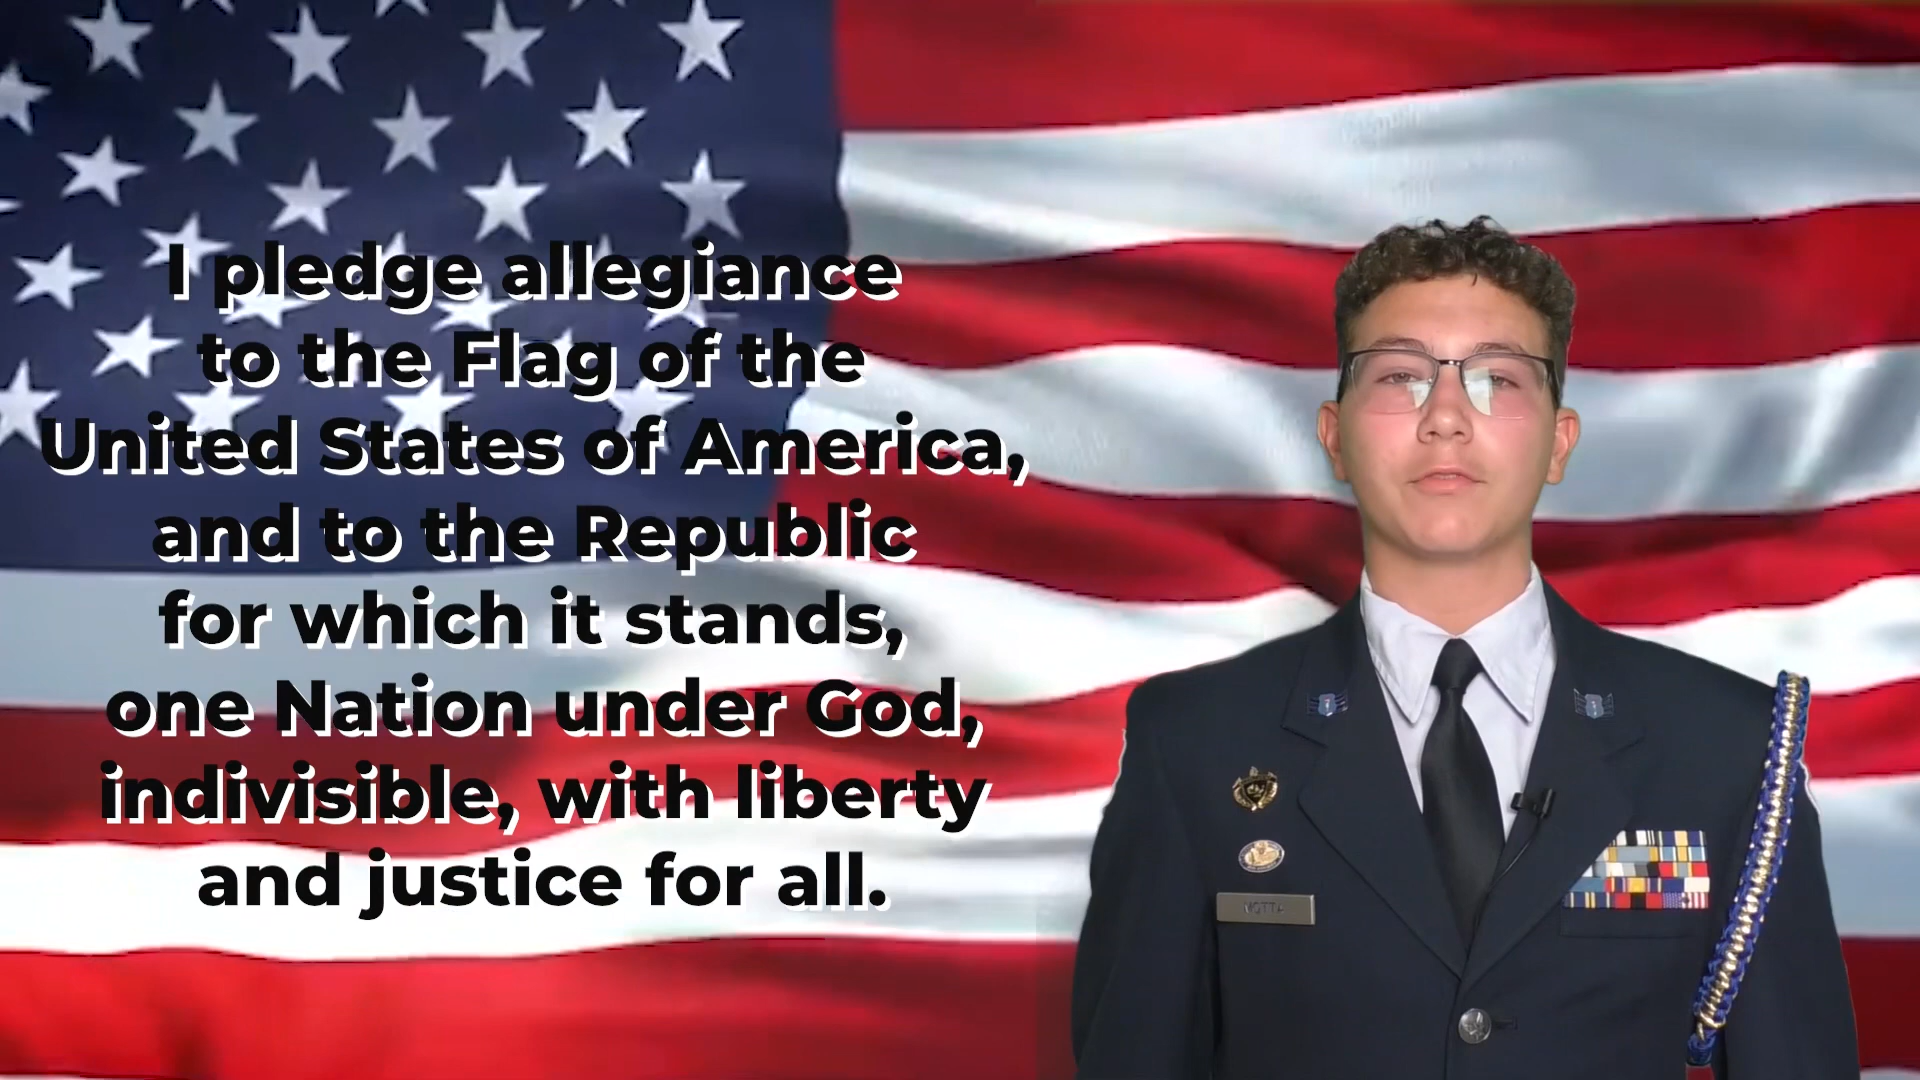 I pledge allegiance
to the Flag of the
United States of America,
and to the Republic
for which it stands,
one Nation under God,
indivisible, with liberty
and justice for all.
MOTTA